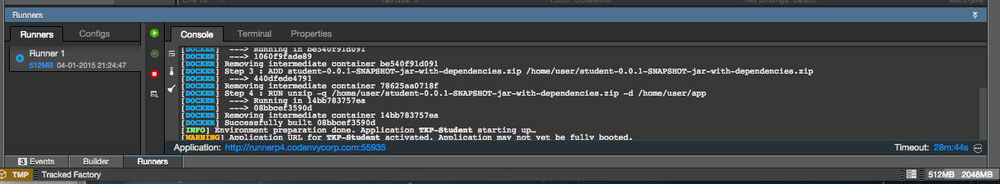 Runners
Runners Configs
Console Terminal Properties
Runner 1
512MB 04-01-2015 21:24:47
[DOCKER] ---> Running in be540f91d091
[DOCKER] ---> 1060f9fade89
[DOCKER] Removing intermediate container be540f91d091
[DOCKER] Step 3 : ADD student-0.0.1-SNAPSHOT-jar-with-dependencies.zip /home/user/student-0.0.1-SNAPSHOT-jar-with-dependencies.zip
[DOCKER] ---> 440dfede4791
[DOCKER] Removing intermediate container 78625aa0718f
[DOCKER] Step 4 : RUN unzip -q /home/user/student-0.0.1-SNAPSHOT-jar-with-dependencies.zip -d /home/user/app
[DOCKER] ---> Running in 14bb783757ea
[DOCKER] ---> 08bbcef3590d
[DOCKER] Removing intermediate container 14bb783757ea
[DOCKER] Successfully built 08bbcef3590d
[INFO] Environment preparation done. Application TKP-Student starting up…
[WARNING] Application URL for TKP-Student activated. Application may not yet be fully booted.
Application: http://runnerp4.codenvycorp.com:55935 Timeout: 28m:44s
3 Events Builder Runners
TMP Tracked Factory 512MB 2048MB